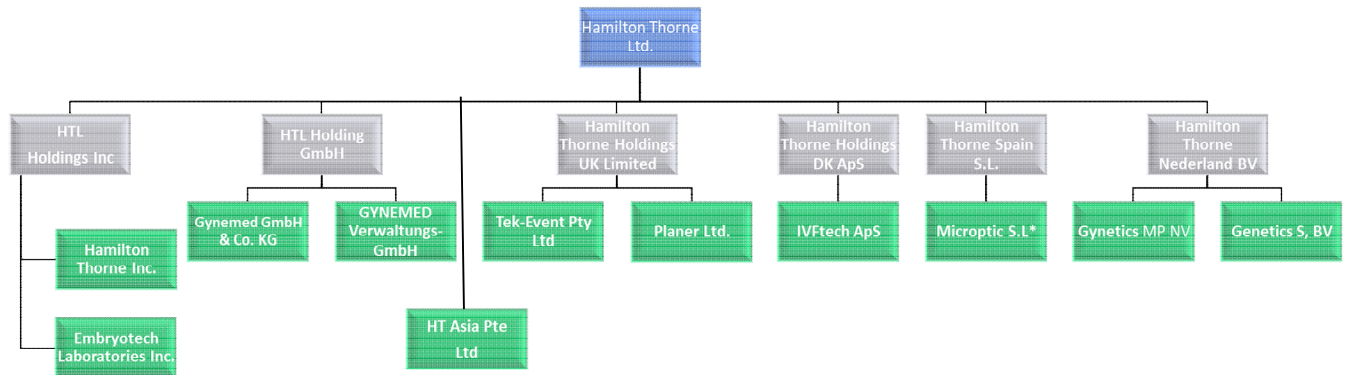 Hamilton Thorne
Ltd.
HTL
Holdings Inc
HTL Holding
GmbH
Hamilton
Thorne Holdings
UK Limited
Hamilton
Thorne Holdings
DK ApS
Hamilton
Thorne Spain
S.L.
Hamilton
Thorne
Nederland BV
Gynemed GmbH
& Co. KG
GYNEMED
Verwaltungs-
GmbH
Tek-Event Pty
Ltd
Planer Ltd.
IVFtech ApS
Microptic S.L*
Gynetics MP NV
Genetics S, BV
Hamilton
Thorne Inc.
HT Asia Pte
Ltd
Embryotech
Laboratories Inc.